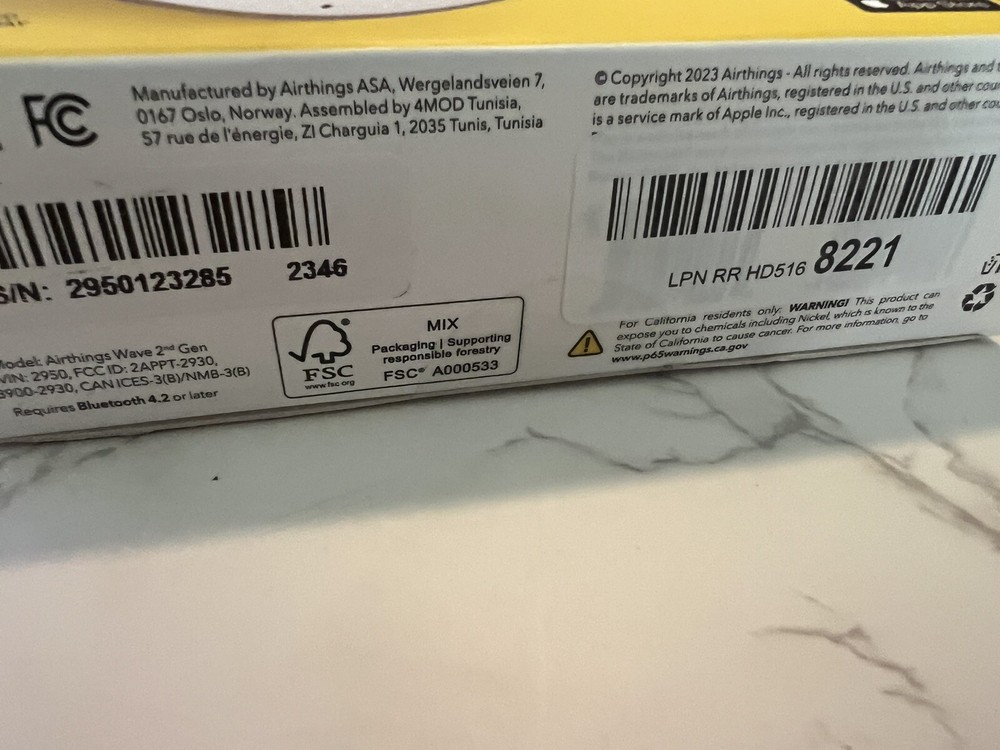 FCC
Manufactured by Airthings ASA, Wergelandsveien 7,
0167 Oslo, Norway. Assembled by 4MOD Tunisia,
57 rue de l'énergie, ZI Charguia 1, 2035 Tunis, Tunisia
© Copyright 2023 Airthings - All rights reserved. Airthings and
are trademarks of Airthings, registered in the U.S. and other
is a service mark of Apple Inc., registered in the U.S. and other
S/N: 2950123285 2346
LPN RR HD516 8221
Model: Airthings Wave 2nd Gen
MIN: 2950, FCC ID: 2APPT-2930,
8900-2930, CAN ICES-3(B)/NMB-3(B)
Requires Bluetooth 4.2 or later
FSC
www.fsc.org
MIX
Packaging | Supporting
responsible forestry
FSC® A000533
For California residents only: WARNING! This product can
expose you to chemicals including Nickel, which is known to the
State of California to cause cancer. For more information, go to
www.p65warnings.ca.gov